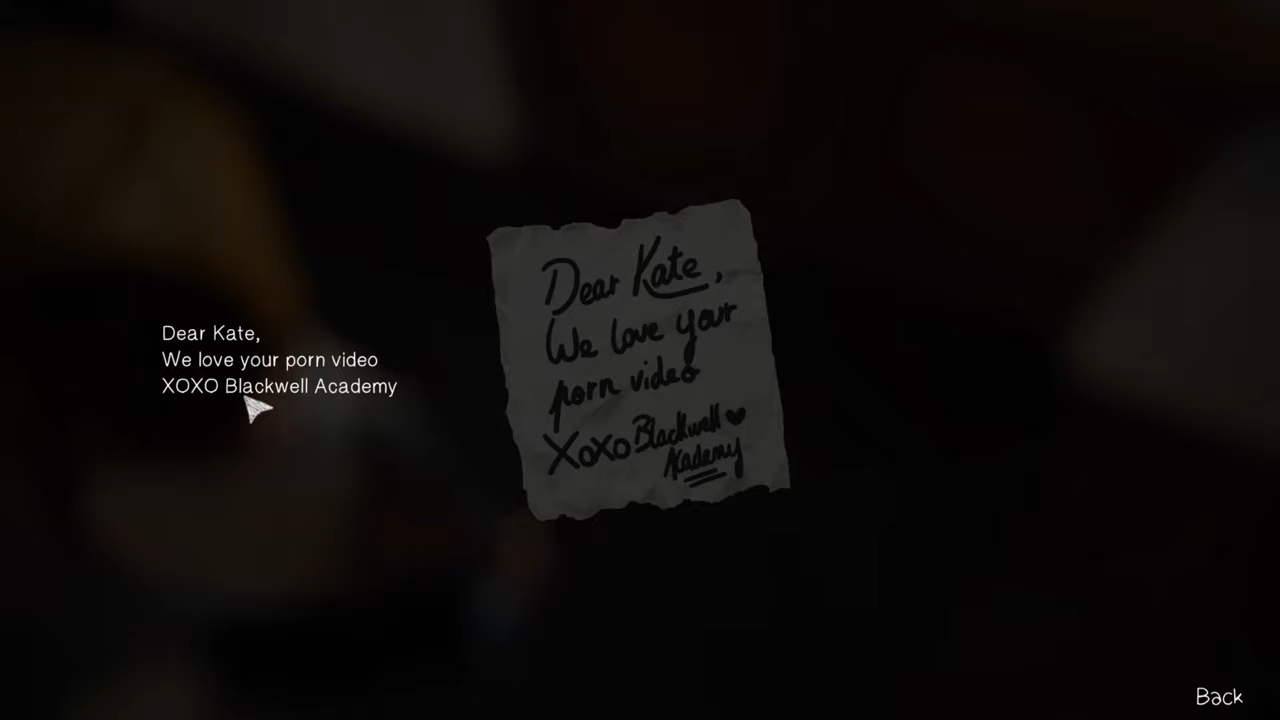 Dear Kate,
We love your porn video
XOXO Blackwell Academy
Dear Kate,
We love your
porn video
XoXo Blackwell ♥
Academy
Back